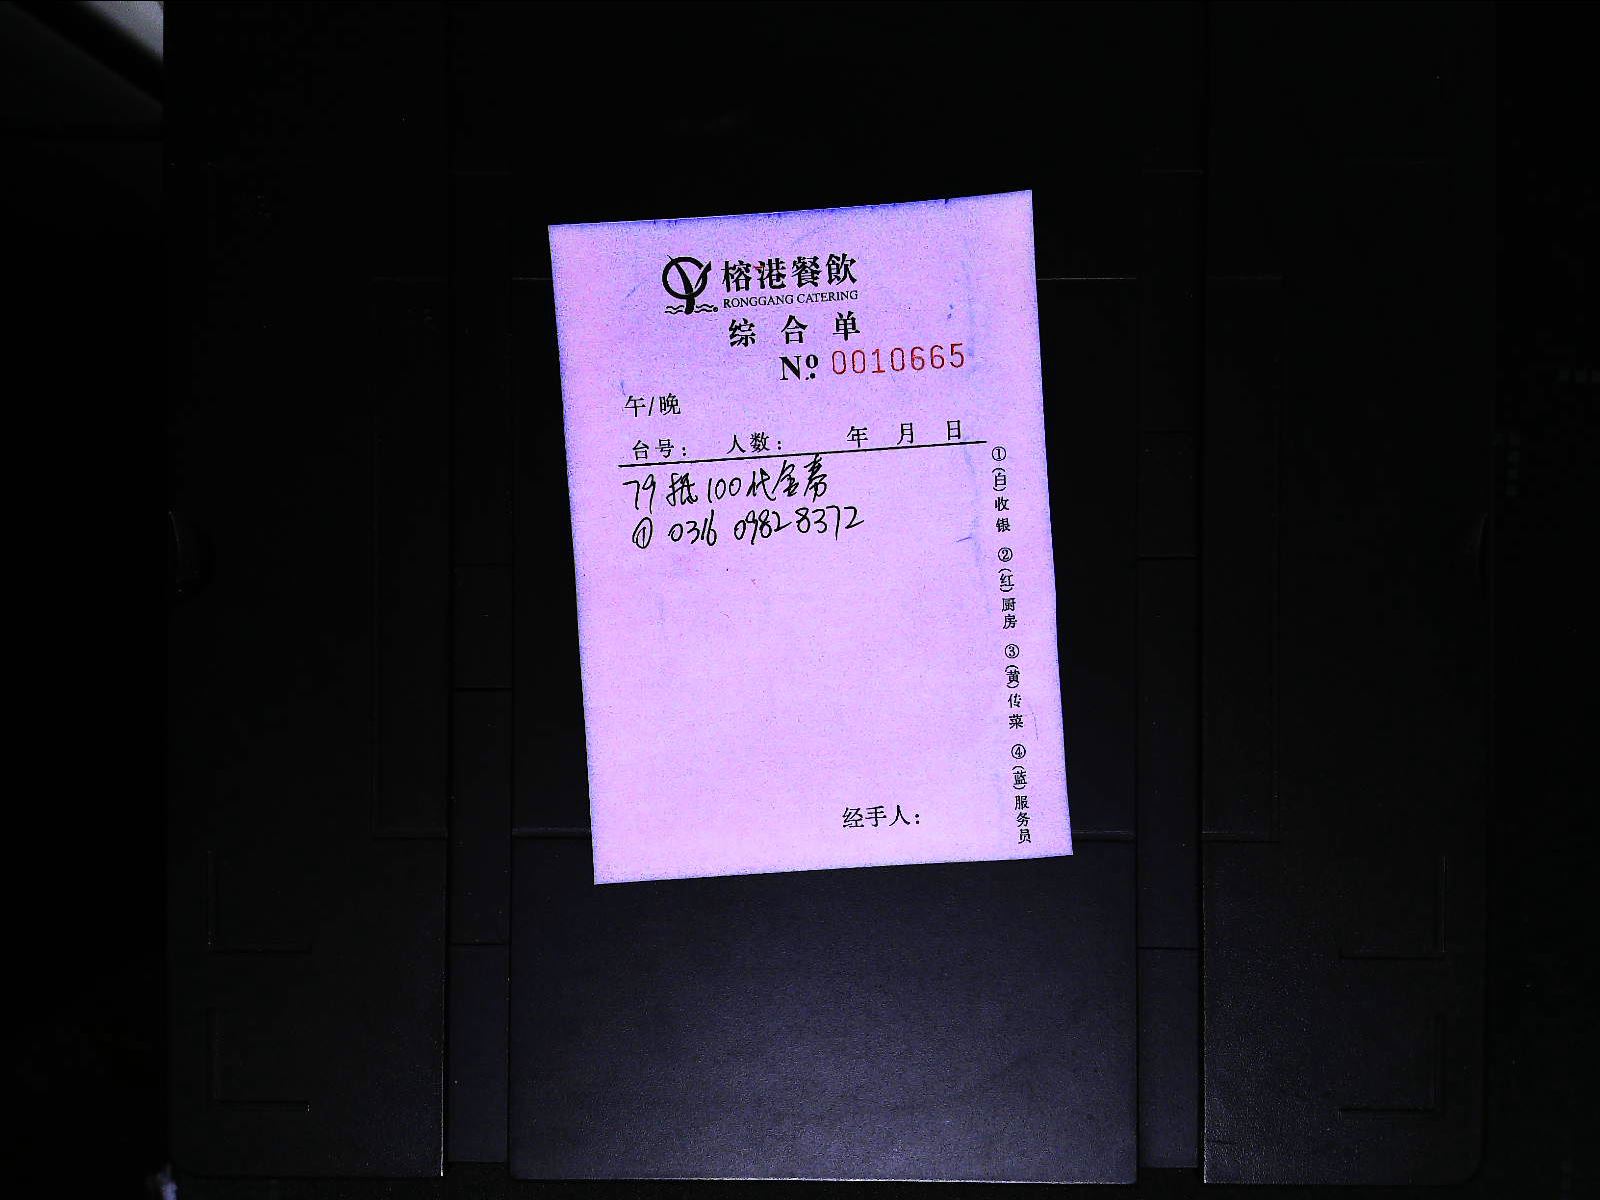 榕港餐飲
RONGGANG CATERING
综合单
Nº 0010665
午/晚
台号： 人数： 年 月 日
79抵100代金券
① 0316 0982 8372
①(白)收银 ②(红)厨房 ③(黄)传菜 ④(蓝)服务员
经手人：